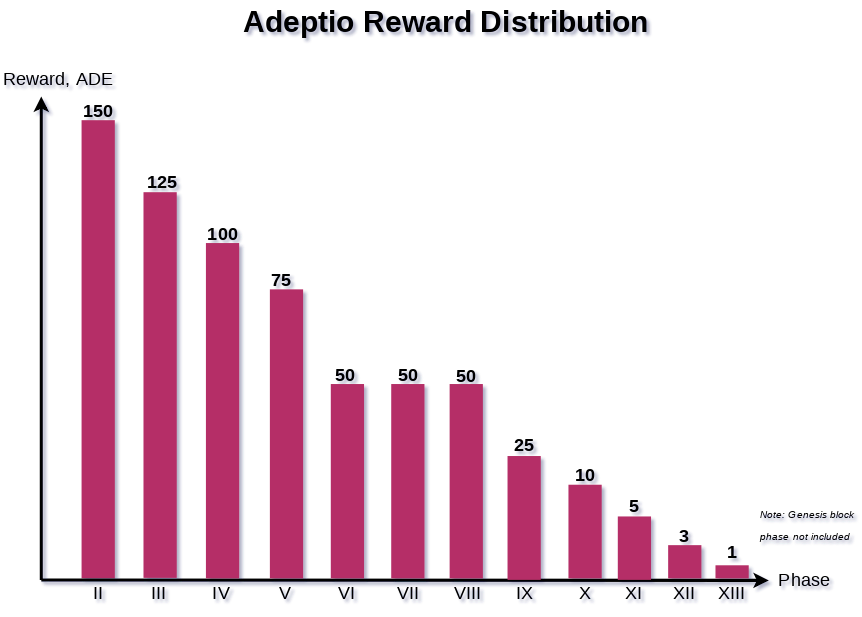 Adeptio Reward Distribution
Reward, ADE
150
125
100
75
50
50
50
25
10
5
3
1
Note: Genesis block
phase not included
Phase
II
III
IV
V
VI
VII
VIII
IX
X
XI
XII
XIII